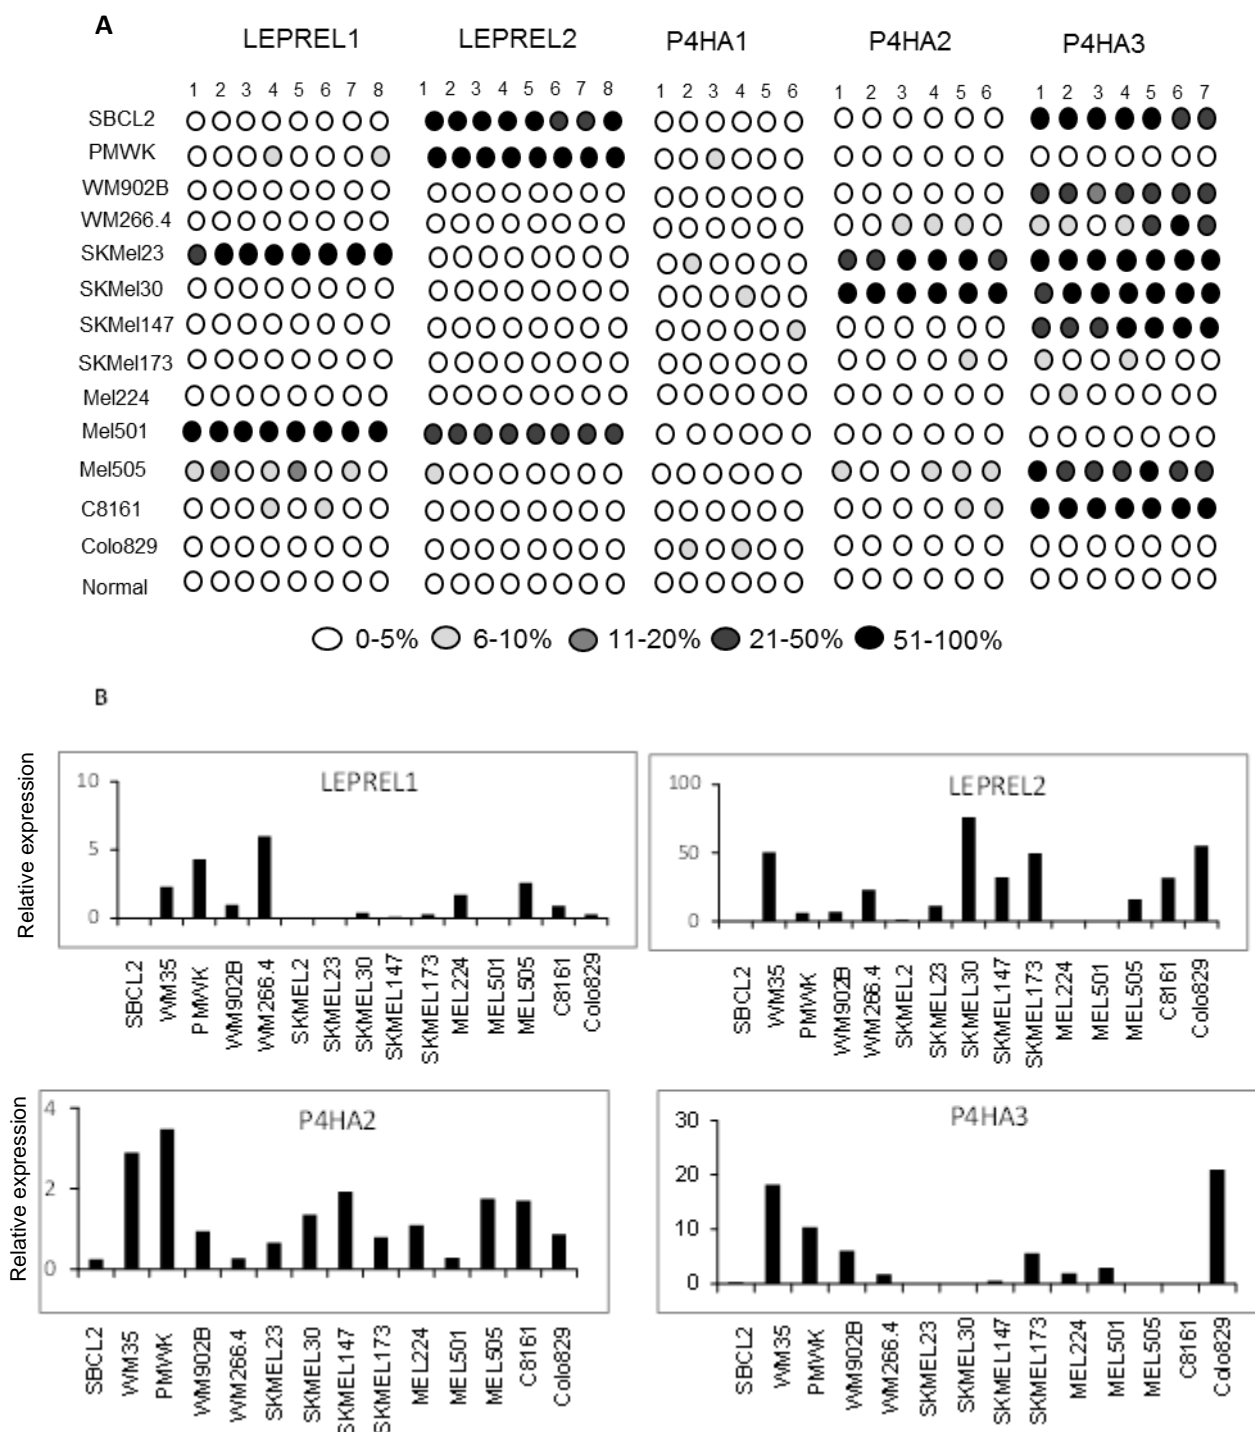 A
LEPREL1 LEPREL2 P4HA1 P4HA2 P4HA3
1 2 3 4 5 6 7 8 1 2 3 4 5 6 7 8 1 2 3 4 5 6 1 2 3 4 5 6 1 2 3 4 5 6 7
SBCL2
PMWK
WM902B
WM266.4
SKMel23
SKMel30
SKMel147
SKMel173
Mel224
Mel501
Mel505
C8161
Colo829
Normal
0-5% 6-10% 11-20% 21-50% 51-100%
B
Relative expression
LEPREL1
10
5
0
SBCL2
WM35
PMWK
WM902B
WM266.4
SKMEL2
SKMEL23
SKMEL30
SKMEL147
SKMEL173
MEL224
MEL501
MEL505
C8161
Colo829
LEPREL2
100
50
0
SBCL2
WM35
PMWK
WM902B
WM266.4
SKMEL2
SKMEL23
SKMEL30
SKMEL147
SKMEL173
MEL224
MEL501
MEL505
C8161
Colo829
Relative expression
P4HA2
4
2
0
SBCL2
WM35
PMWK
WM902B
WM266.4
SKMEL23
SKMEL30
SKMEL147
SKMEL173
MEL224
MEL501
MEL505
C8161
Colo829
P4HA3
30
20
10
0
SBCL2
WM35
PMWK
WM902B
WM266.4
SKMEL23
SKMEL30
SKMEL147
SKMEL173
MEL224
MEL501
MEL505
C8161
Colo829